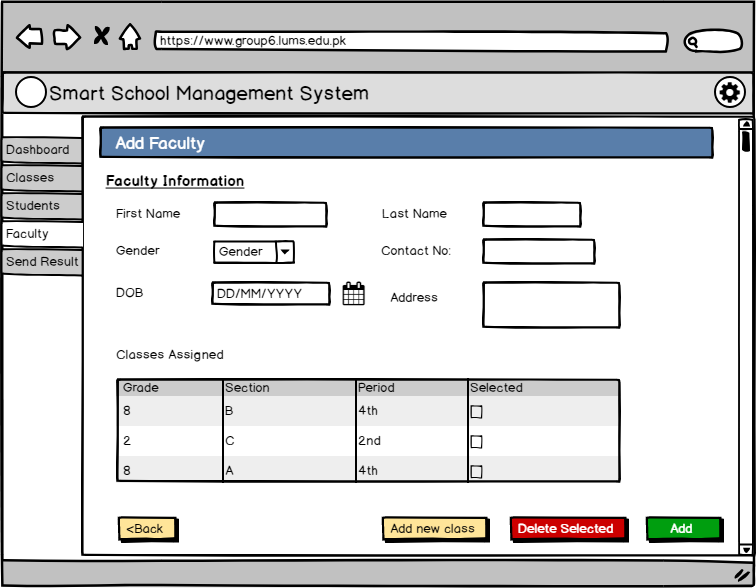 https://www.group6.lums.edu.pk
Smart School Management System
Dashboard
Classes
Students
Faculty
Send Result
Add Faculty
Faculty Information
First Name
Last Name
Gender
Gender
Contact No:
DOB
DD/MM/YYYY
Address
Classes Assigned
Grade Section Period Selected
8 B 4th
2 C 2nd
8 A 4th
<Back
Add new class
Delete Selected
Add